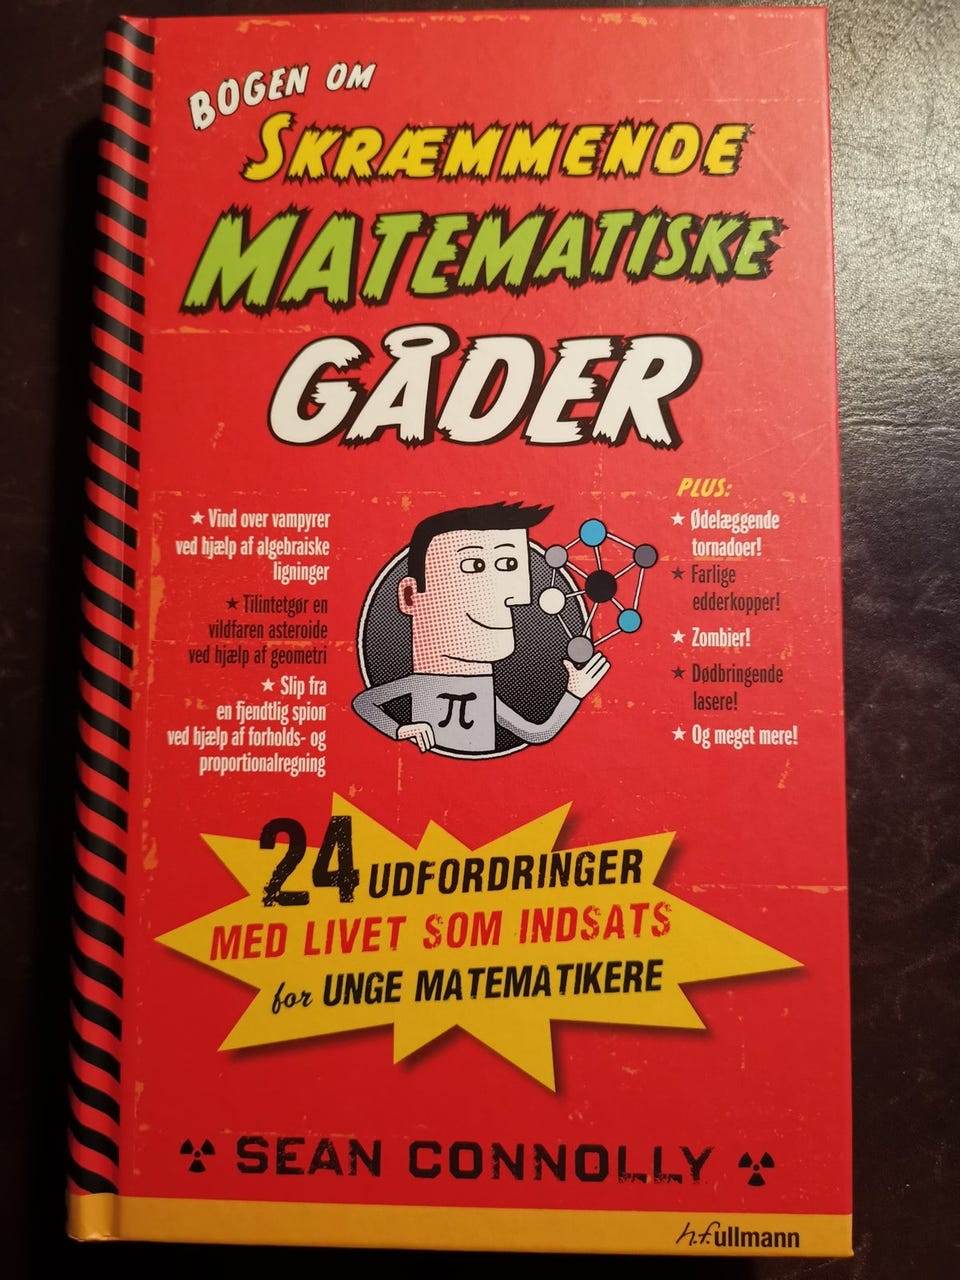 BOGEN OM
SKRÆMMENDE
MATEMATISKE
GÅDER
★ Vind over vampyrer
ved hjælp af algebraiske
ligninger
★ Tilintetgør en
vildfaren asteroide
ved hjælp af geometri
★ Slip fra
en fjendtlig spion
ved hjælp af forholds- og
proportionalregning
π
PLUS:
★ Ødelæggende
tornadoer!
★ Farlige
edderkopper!
★ Zombier!
★ Dødbringende
lasere!
★ Og meget mere!
24 UDFORDRINGER
MED LIVET SOM INDSATS
for UNGE MATEMATIKERE
SEAN CONNOLLY
h.f.ullmann